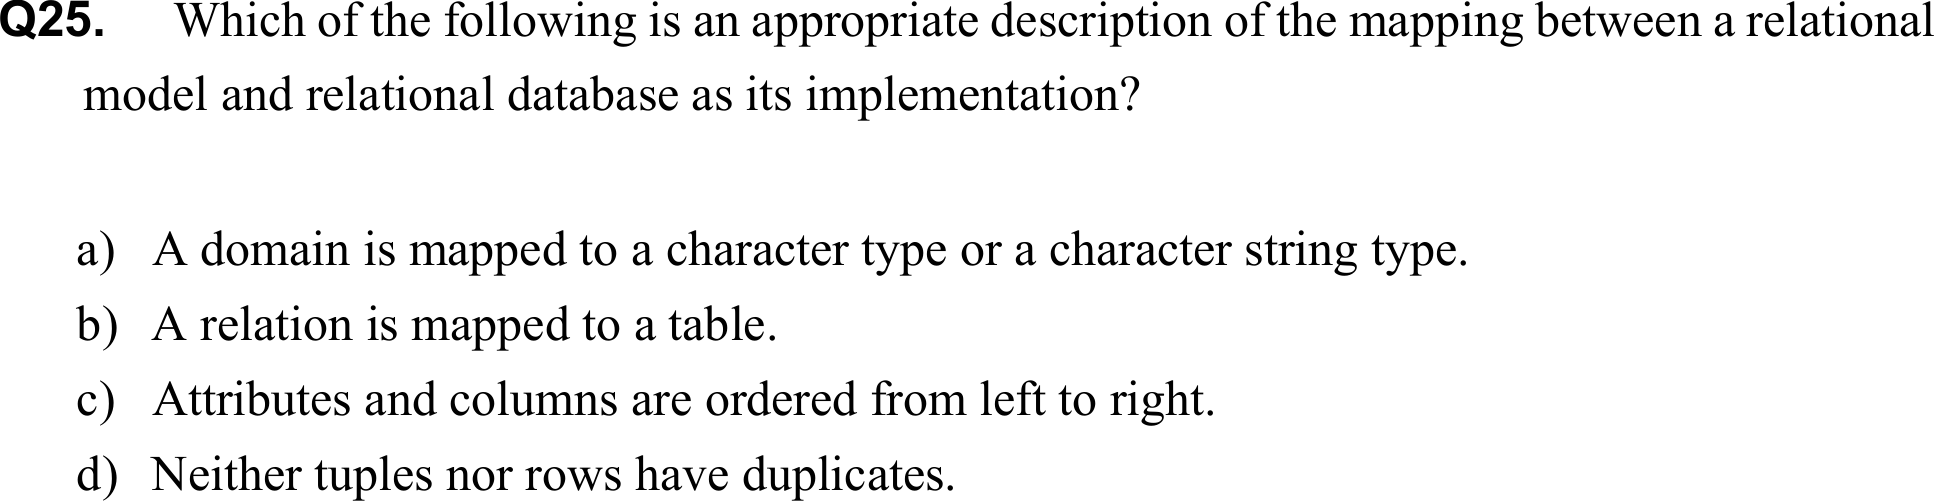 Q25. Which of the following is an appropriate description of the mapping between a relational
model and relational database as its implementation?
a) A domain is mapped to a character type or a character string type.
b) A relation is mapped to a table.
c) Attributes and columns are ordered from left to right.
d) Neither tuples nor rows have duplicates.